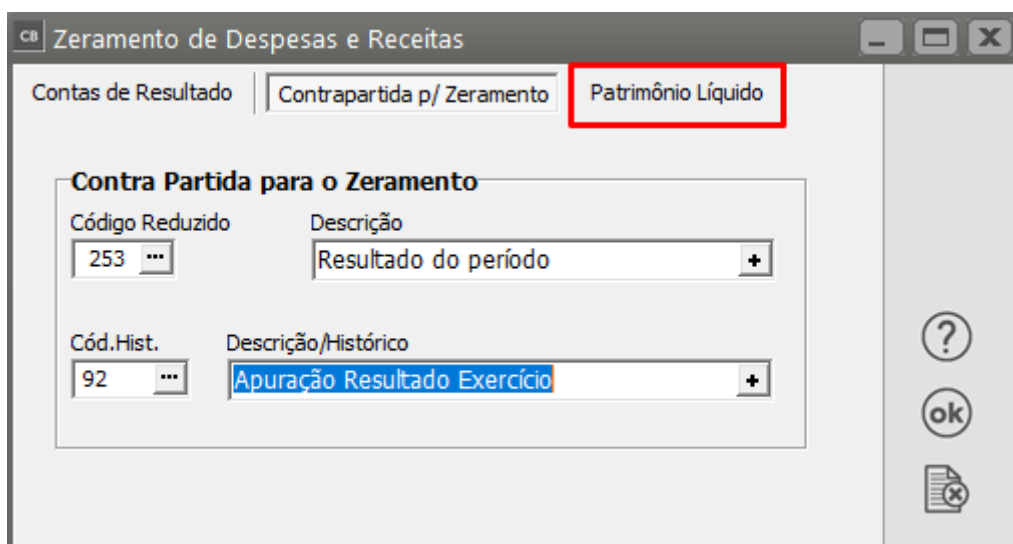 CB Zeramento de Despesas e Receitas
Contas de Resultado Contrapartida p/ Zeramento Patrimônio Líquido
Contra Partida para o Zeramento
Código Reduzido Descrição
253 ... Resultado do período +
Cód.Hist. Descrição/Histórico
92 ... Apuração Resultado Exercício +
?
ok